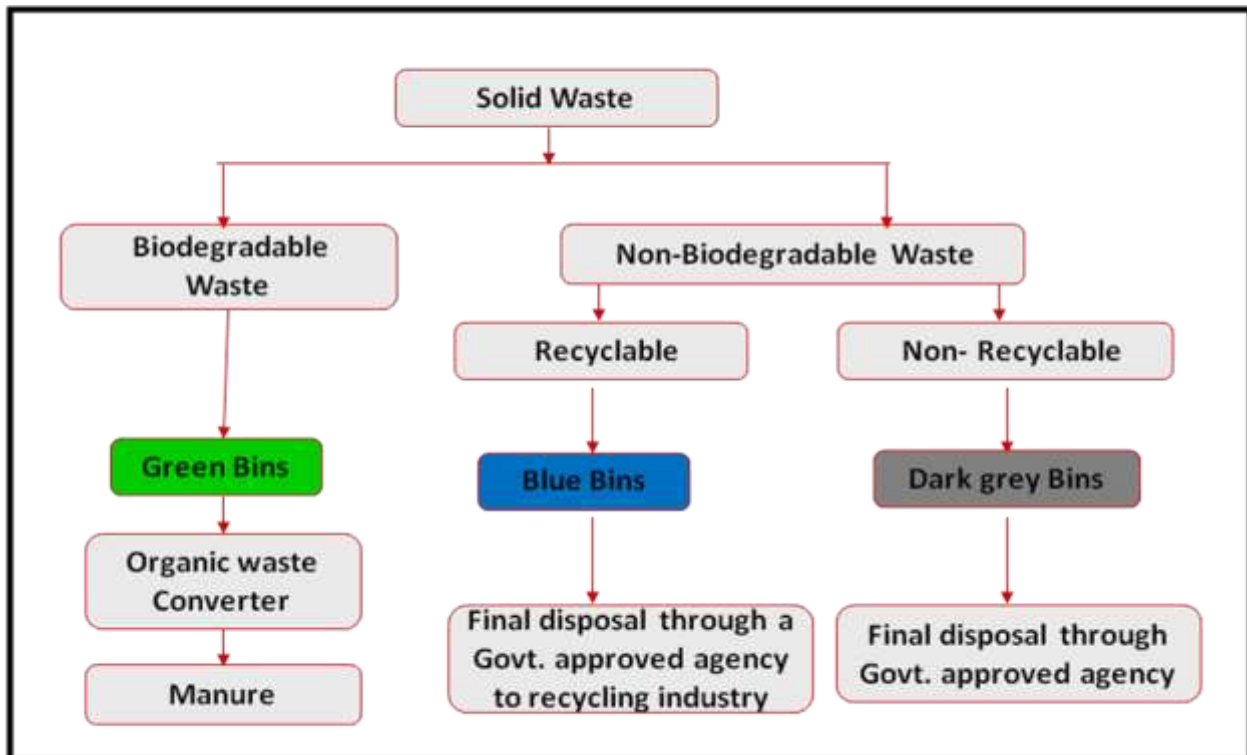 Solid Waste
Biodegradable
Waste
Non-Biodegradable Waste
Recyclable
Non- Recyclable
Green Bins
Blue Bins
Dark grey Bins
Organic waste
Converter
Final disposal through a
Govt. approved agency
to recycling industry
Final disposal through
Govt. approved agency
Manure